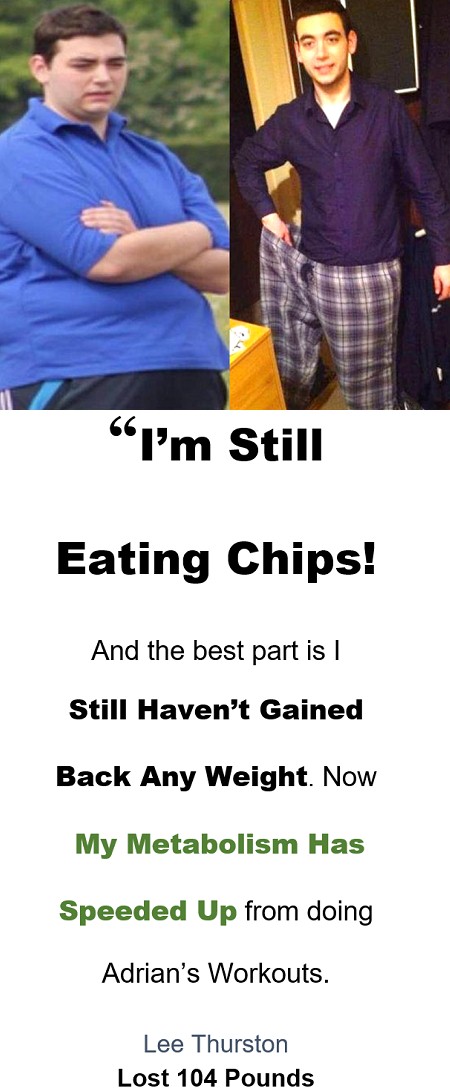 “I’m Still
Eating Chips!
And the best part is I
Still Haven’t Gained
Back Any Weight. Now
My Metabolism Has
Speeded Up from doing
Adrian’s Workouts.
Lee Thurston
Lost 104 Pounds